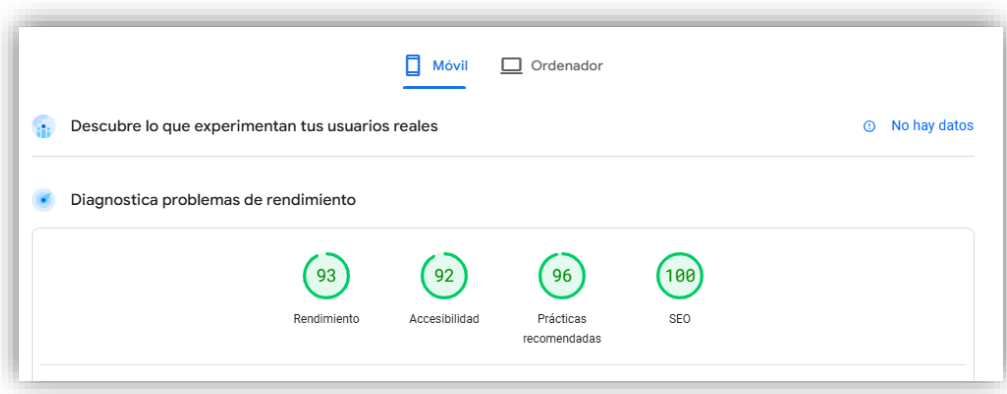 Móvil
Ordenador
Descubre lo que experimentan tus usuarios reales
No hay datos
Diagnostica problemas de rendimiento
93
92
96
100
Rendimiento
Accesibilidad
Prácticas
recomendadas
SEO